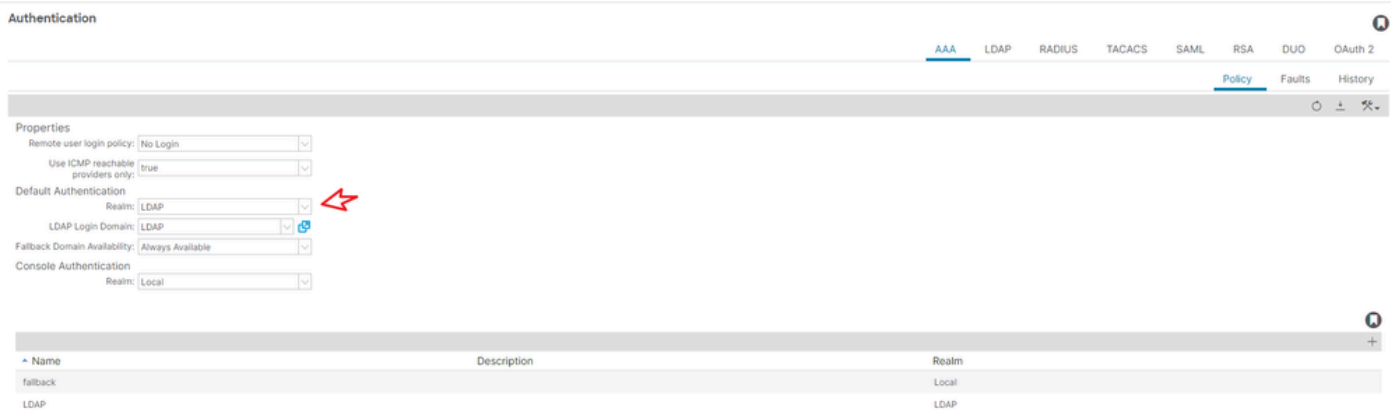 Authentication
AAA LDAP RADIUS TACACS SAML RSA DUO OAuth 2
Policy Faults History
Properties
Remote user login policy: No Login
Use ICMP reachable providers only: true
Default Authentication
Realm: LDAP
LDAP Login Domain: LDAP
Fallback Domain Availability: Always Available
Console Authentication
Realm: Local
Name Description Realm
fallback Local
LDAP LDAP